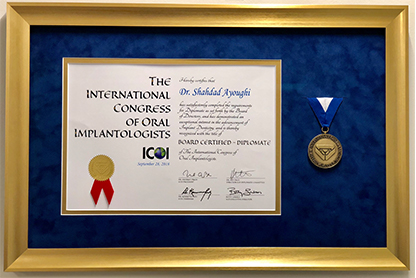 THE
INTERNATIONAL
CONGRESS
OF ORAL
IMPLANTOLOGISTS
ICOI
September 28, 2018
Hereby certifies that
Dr. Shahdad Ayoughi
has satisfactorily completed the requirements
for Diplomate as set forth by the Board
of Directors, and has demonstrated an
exceptional interest in the advancement of
Implant Dentistry, and is hereby
recognized with the title of
BOARD CERTIFIED - DIPLOMATE
of The International Congress of
Oral Implantologists.